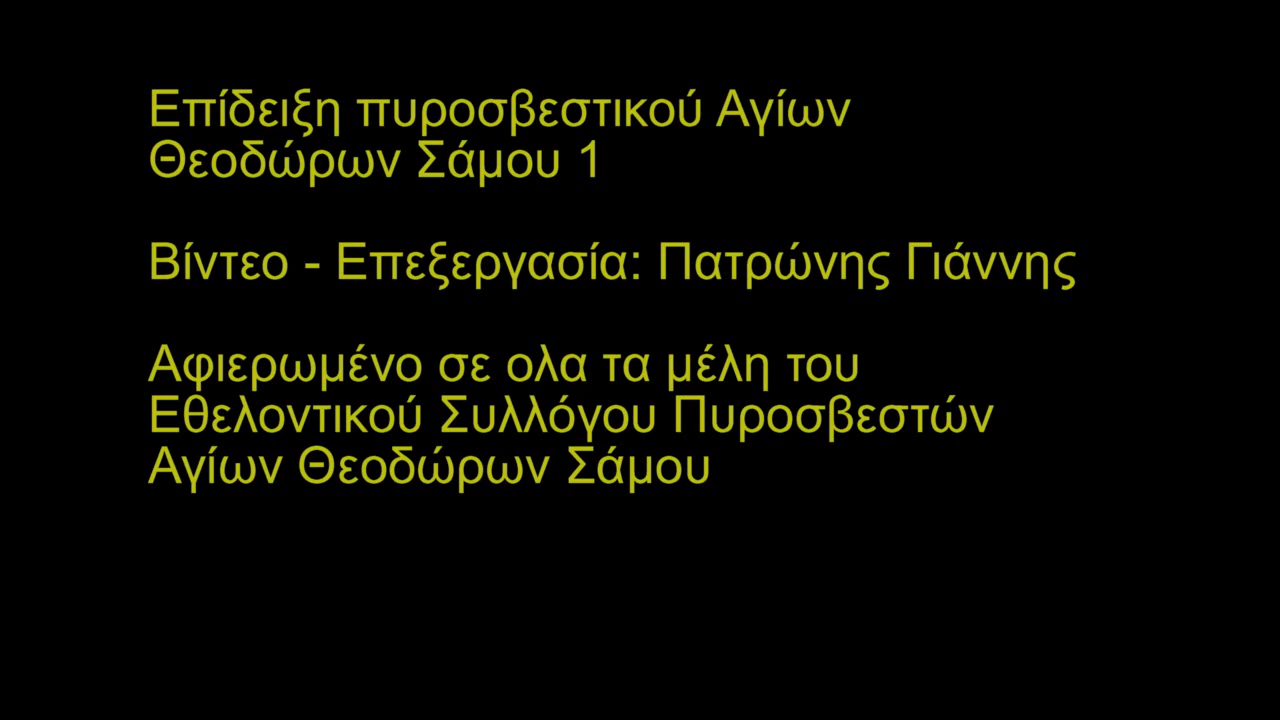 Επίδειξη πυροσβεστικού Αγίων
Θεοδώρων Σάμου 1
Βίντεο - Επεξεργασία: Πατρώνης Γιάννης
Αφιερωμένο σε ολα τα μέλη του
Εθελοντικού Συλλόγου Πυροσβεστών
Αγίων Θεοδώρων Σάμου